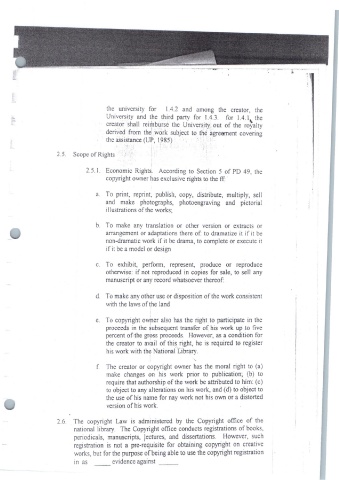 the university for 1.4.2 and among the creator, the
University and the third party for 1.4.3. for 1.4.1, the
creator shall reimburse the University out of the royalty
derived from the work subject to the agreement covering
the assistance (UP, 1985)
2.5. Scope of Rights
2.5.1. Economic Rights. According to Section 5 of PD 49, the
copyright owner has exclusive rights to the ff
a. To print, reprint, publish, copy, distribute, multiply, sell
and make photographs, photoengraving and pictorial
illustrations of the works;
b. To make any translation or other version or extracts or
arrangement or adaptations them of to dramatize it if it be
non-dramatic work if it be drama, to complete or execute it
if it be a model or design
c. To exhibit, perform, represent, produce or reproduce
otherwise: if not reproduced in copies for sale, to sell any
manuscript or any record whatsoever thereof:
d. To make any other use or disposition of the work consistent
with the laws of the land
e. To copyright owner also has the right to participate in the
proceeds in the subsequent transfer of his work up to five
percent of the gross proceeds. However, as a condition for
the creator to avail of this right, he is required to register
his work with the National Library.
f. The creator or copyright owner has the moral right to (a)
make changes on his work prior to publication, (b) to
require that authorship of the work be attributed to him: (c)
to object to any alterations on his work, and (d) to object to
the use of his name for nay work not his own or a distorted
version of his work.
2.6 The copyright Law is administered by the Copyright office of the
national library. The Copyright office conducts registrations of books;
periodicals, manuscripts, lectures, and dissertations. However, such
registration is not a pre-requisite for obtaining copyright on creative
works, but for the purpose of being able to use the copyright registration
in as ____ evidence against ____